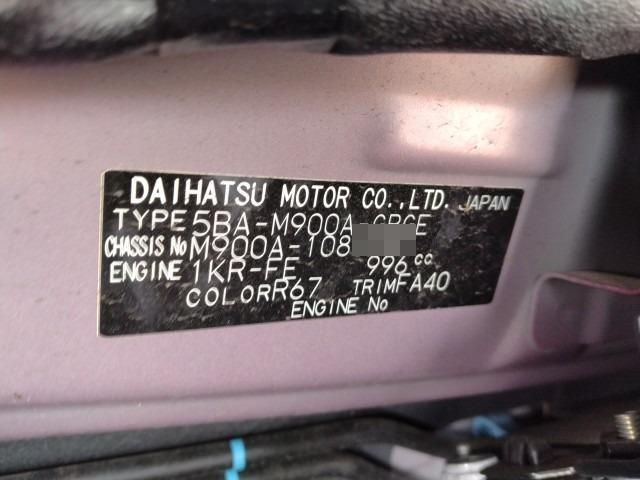 DAIHATSU MOTOR CO.,LTD. JAPAN
TYPE 5BA-M900A-GBGE
CHASSIS No M900A-108
ENGINE 1KR-FE 996cc
COLOR R67 TRIM FA40
ENGINE No